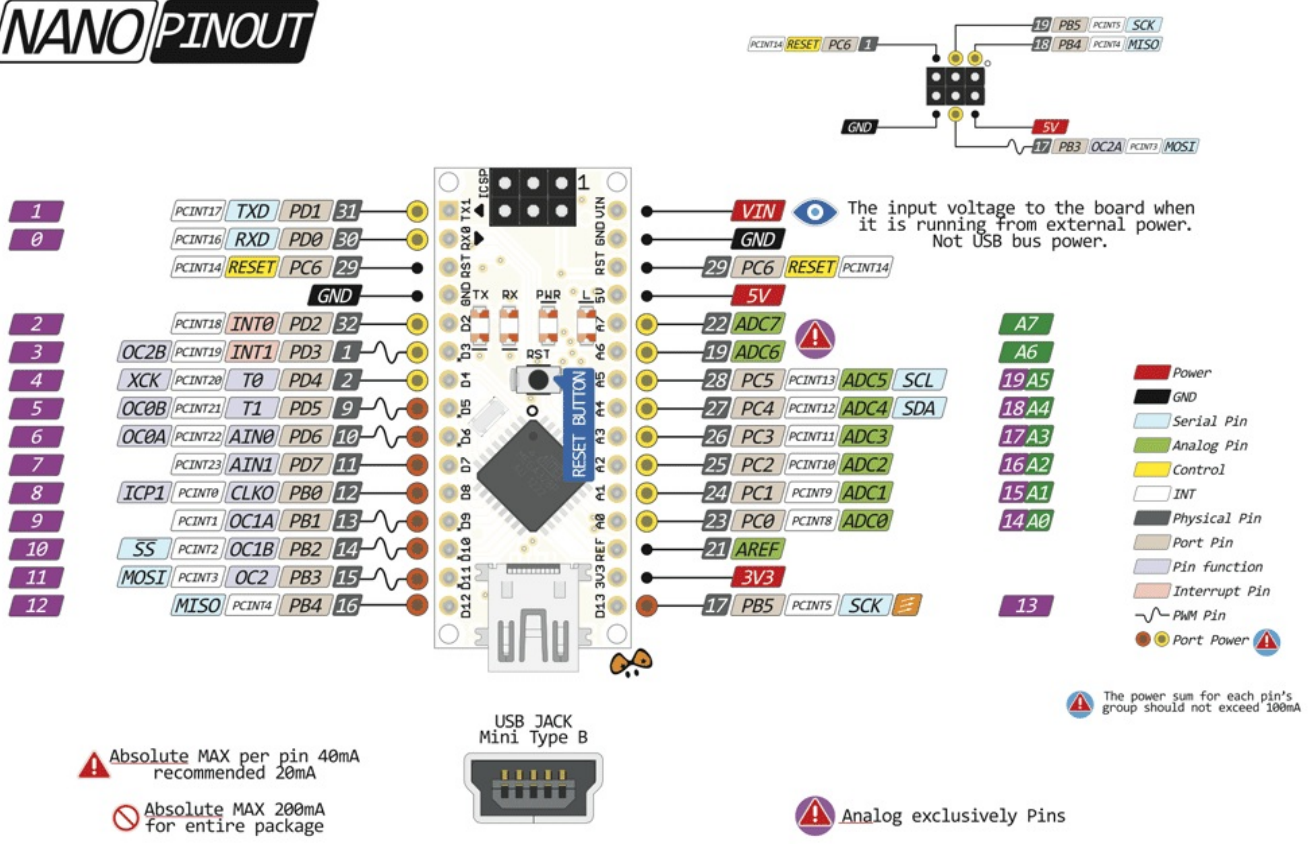 NANO PINOUT
19 PB5 PCINT5 SCK
PCINT14 RESET PC6 1
18 PB4 PCINT4 MISO
GND
5V
17 PB3 OC2A PCINT3 MOSI
ICSP
1
1 PCINT17 TXD PD1 31 TX1 VIN VIN
The input voltage to the board when
it is running from external power.
Not USB bus power.
0 PCINT16 RXD PD0 30 RX0 GND GND
PCINT14 RESET PC6 29 RST RST 29 PC6 RESET PCINT14
GND GND 5V 5V
TX RX PWR L
2 PCINT18 INT0 PD2 32 D2 A7 22 ADC7 A7
3 OC2B PCINT19 INT1 PD3 1 D3 A6 19 ADC6 A6
RST
4 XCK PCINT20 T0 PD4 2 D4 A5 28 PC5 PCINT13 ADC5 SCL 19 A5
5 OC0B PCINT21 T1 PD5 9 D5 A4 27 PC4 PCINT12 ADC4 SDA 18 A4
6 OC0A PCINT22 AIN0 PD6 10 D6 A3 26 PC3 PCINT11 ADC3 17 A3
7 PCINT23 AIN1 PD7 11 D7 A2 25 PC2 PCINT10 ADC2 16 A2
8 ICP1 PCINT0 CLKO PB0 12 D8 A1 24 PC1 PCINT9 ADC1 15 A1
9 PCINT1 OC1A PB1 13 D9 A0 23 PC0 PCINT8 ADC0 14 A0
10 SS PCINT2 OC1B PB2 14 D10 REF 21 AREF
11 MOSI PCINT3 OC2 PB3 15 D11 3V3 3V3
12 MISO PCINT4 PB4 16 D12 D13 17 PB5 PCINT5 SCK 13
RESET BUTTON
Power
GND
Serial Pin
Analog Pin
Control
INT
Physical Pin
Port Pin
Pin function
Interrupt Pin
PWM Pin
Port Power
The power sum for each pin's
group should not exceed 100mA
USB JACK
Mini Type B
Absolute MAX per pin 40mA
recommended 20mA
Absolute MAX 200mA
for entire package
Analog exclusively Pins